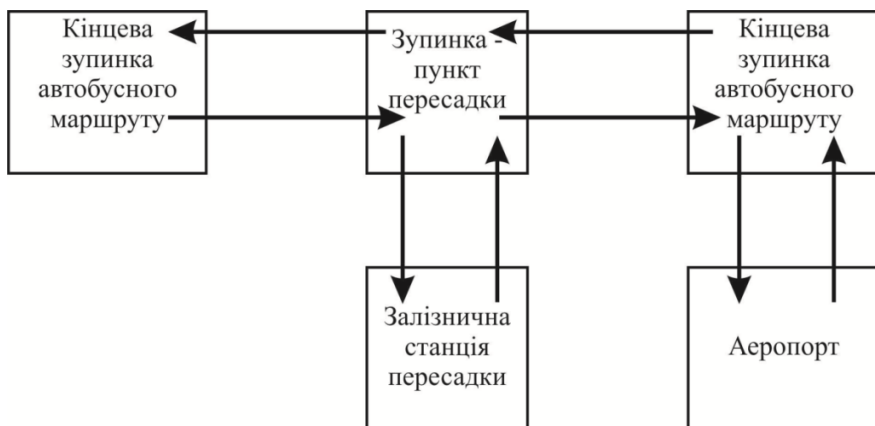 Кінцева
зупинка
автобусного
маршруту
Зупинка -
пункт
пересадки
Кінцева
зупинка
автобусного
маршруту
Залізнична
станція
пересадки
Аеропорт